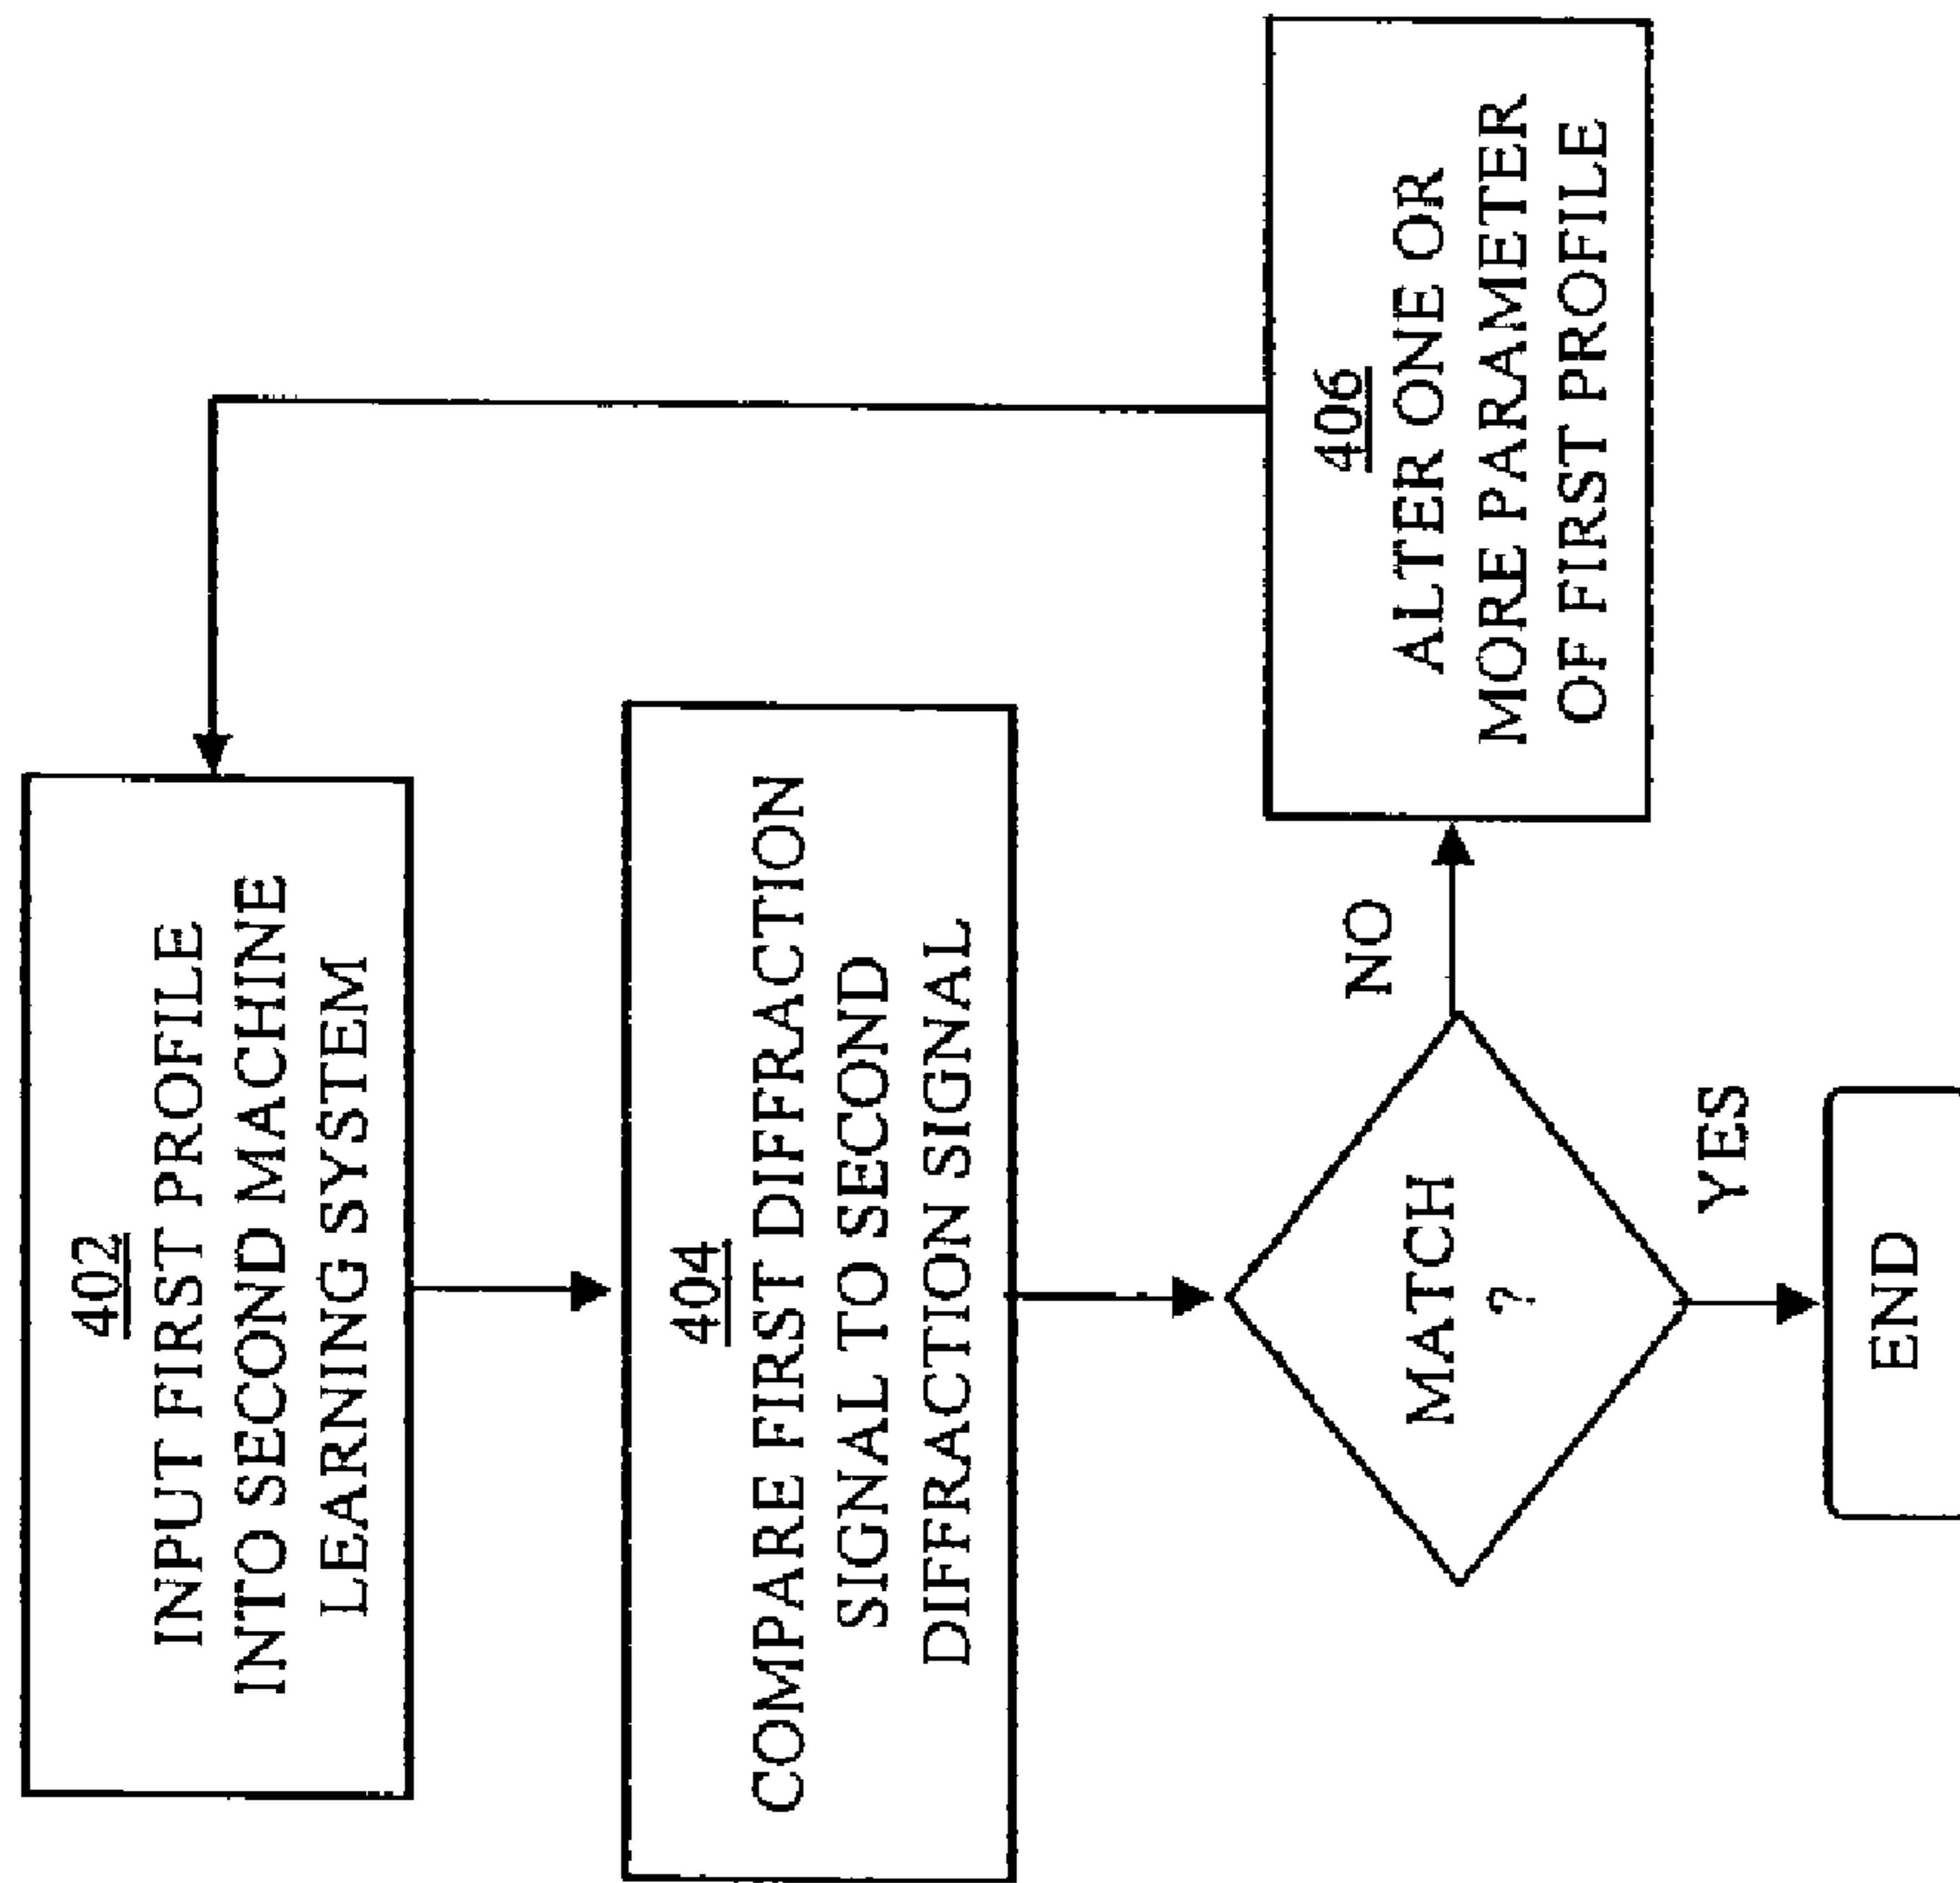 402
INPUT FIRST PROFILE
INTO SECOND MACHINE
LEARNING SYSTEM
404
COMPARE FIRST DIFFRACTION
SIGNAL TO SECOND
DIFFRACTION SIGNAL
MATCH
?
NO
406
ALTER ONE OR
MORE PARAMETER
OF FIRST PROFILE
YES
END